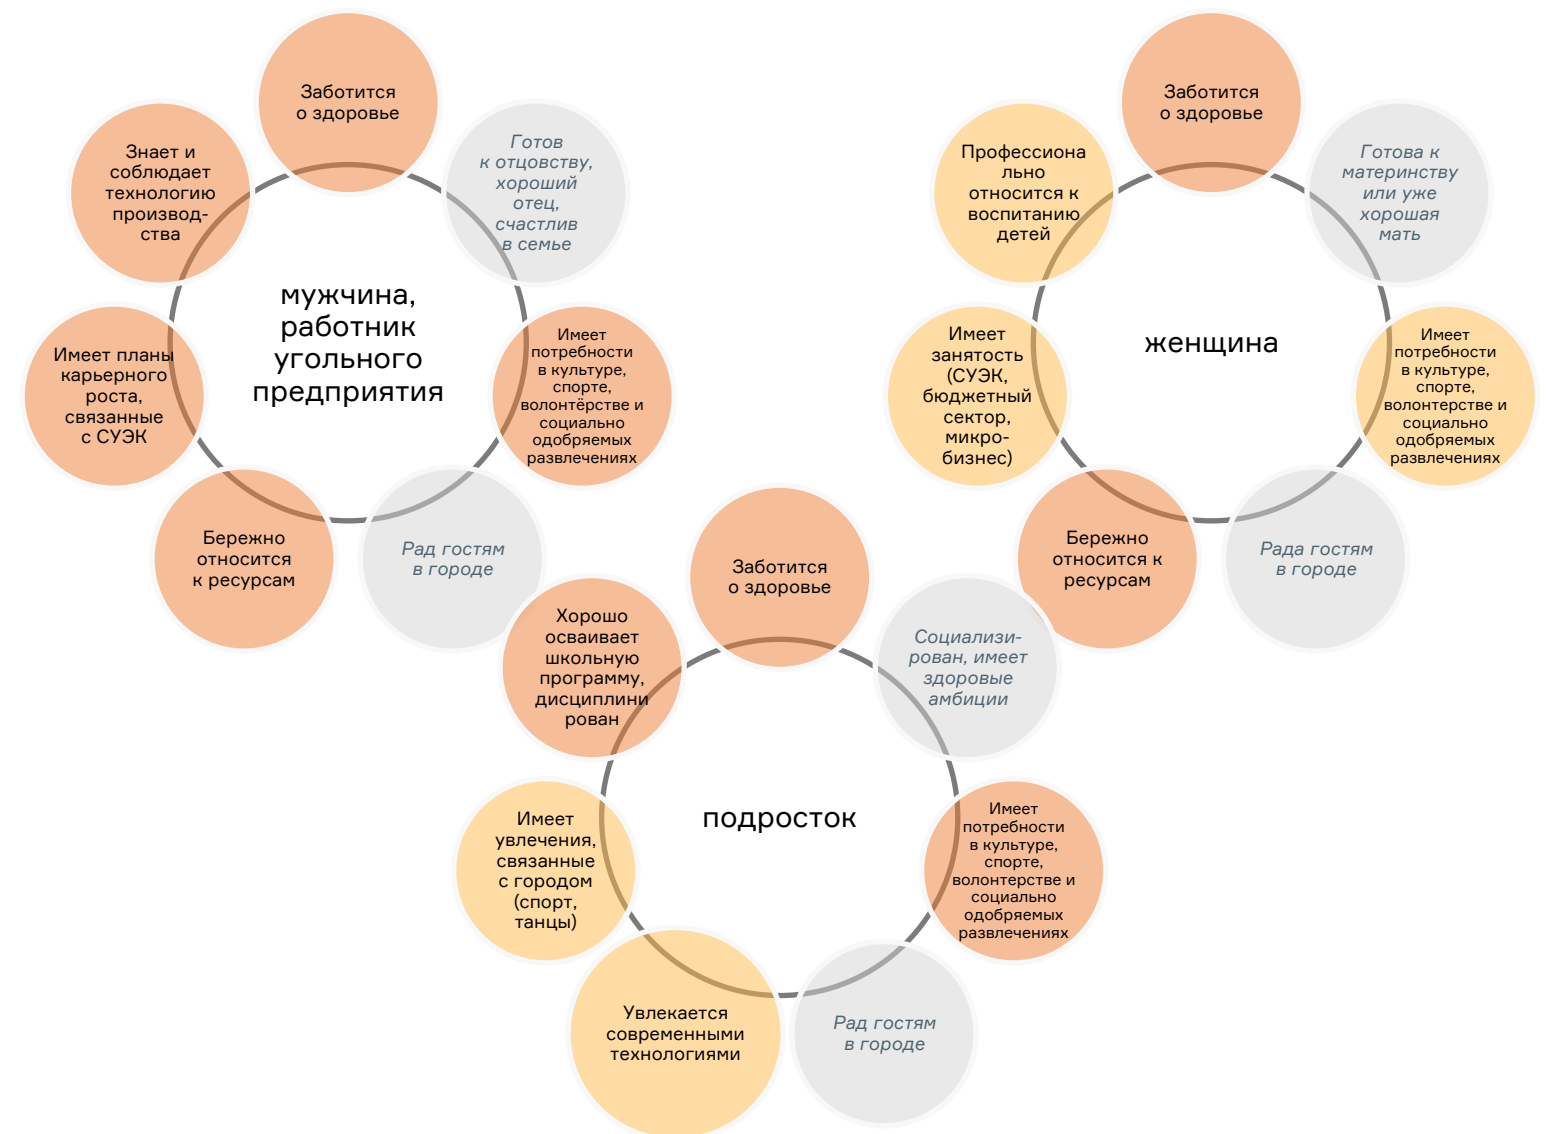 Заботится
о здоровье
Готов
к отцовству,
хороший
отец,
счастлив
в семье
Имеет
потребности
в культуре,
спорте,
волонтёрстве и
социально
одобряемых
развлечениях
Рад гостям
в городе
Бережно
относится
к ресурсам
Имеет планы
карьерного
роста,
связанные
с СУЭК
Знает и
соблюдает
технологию
производ-
ства
мужчина,
работник
угольного
предприятия
Заботится
о здоровье
Готова к
материнству
или уже
хорошая
мать
Имеет
потребности
в культуре,
спорте,
волонтерстве и
социально
одобряемых
развлечениях
Рада гостям
в городе
Бережно
относится к
ресурсам
Имеет
занятость
(СУЭК,
бюджетный
сектор,
микро-
бизнес)
Профессиона
льно
относится к
воспитанию
детей
женщина
Заботится
о здоровье
Социализи-
рован, имеет
здоровые
амбиции
Имеет
потребности
в культуре,
спорте,
волонтерстве и
социально
одобряемых
развлечениях
Рад гостям
в городе
Увлекается
современными
технологиями
Имеет
увлечения,
связанные
с городом
(спорт,
танцы)
Хорошо
осваивает
школьную
программу,
дисциплини
рован
подросток